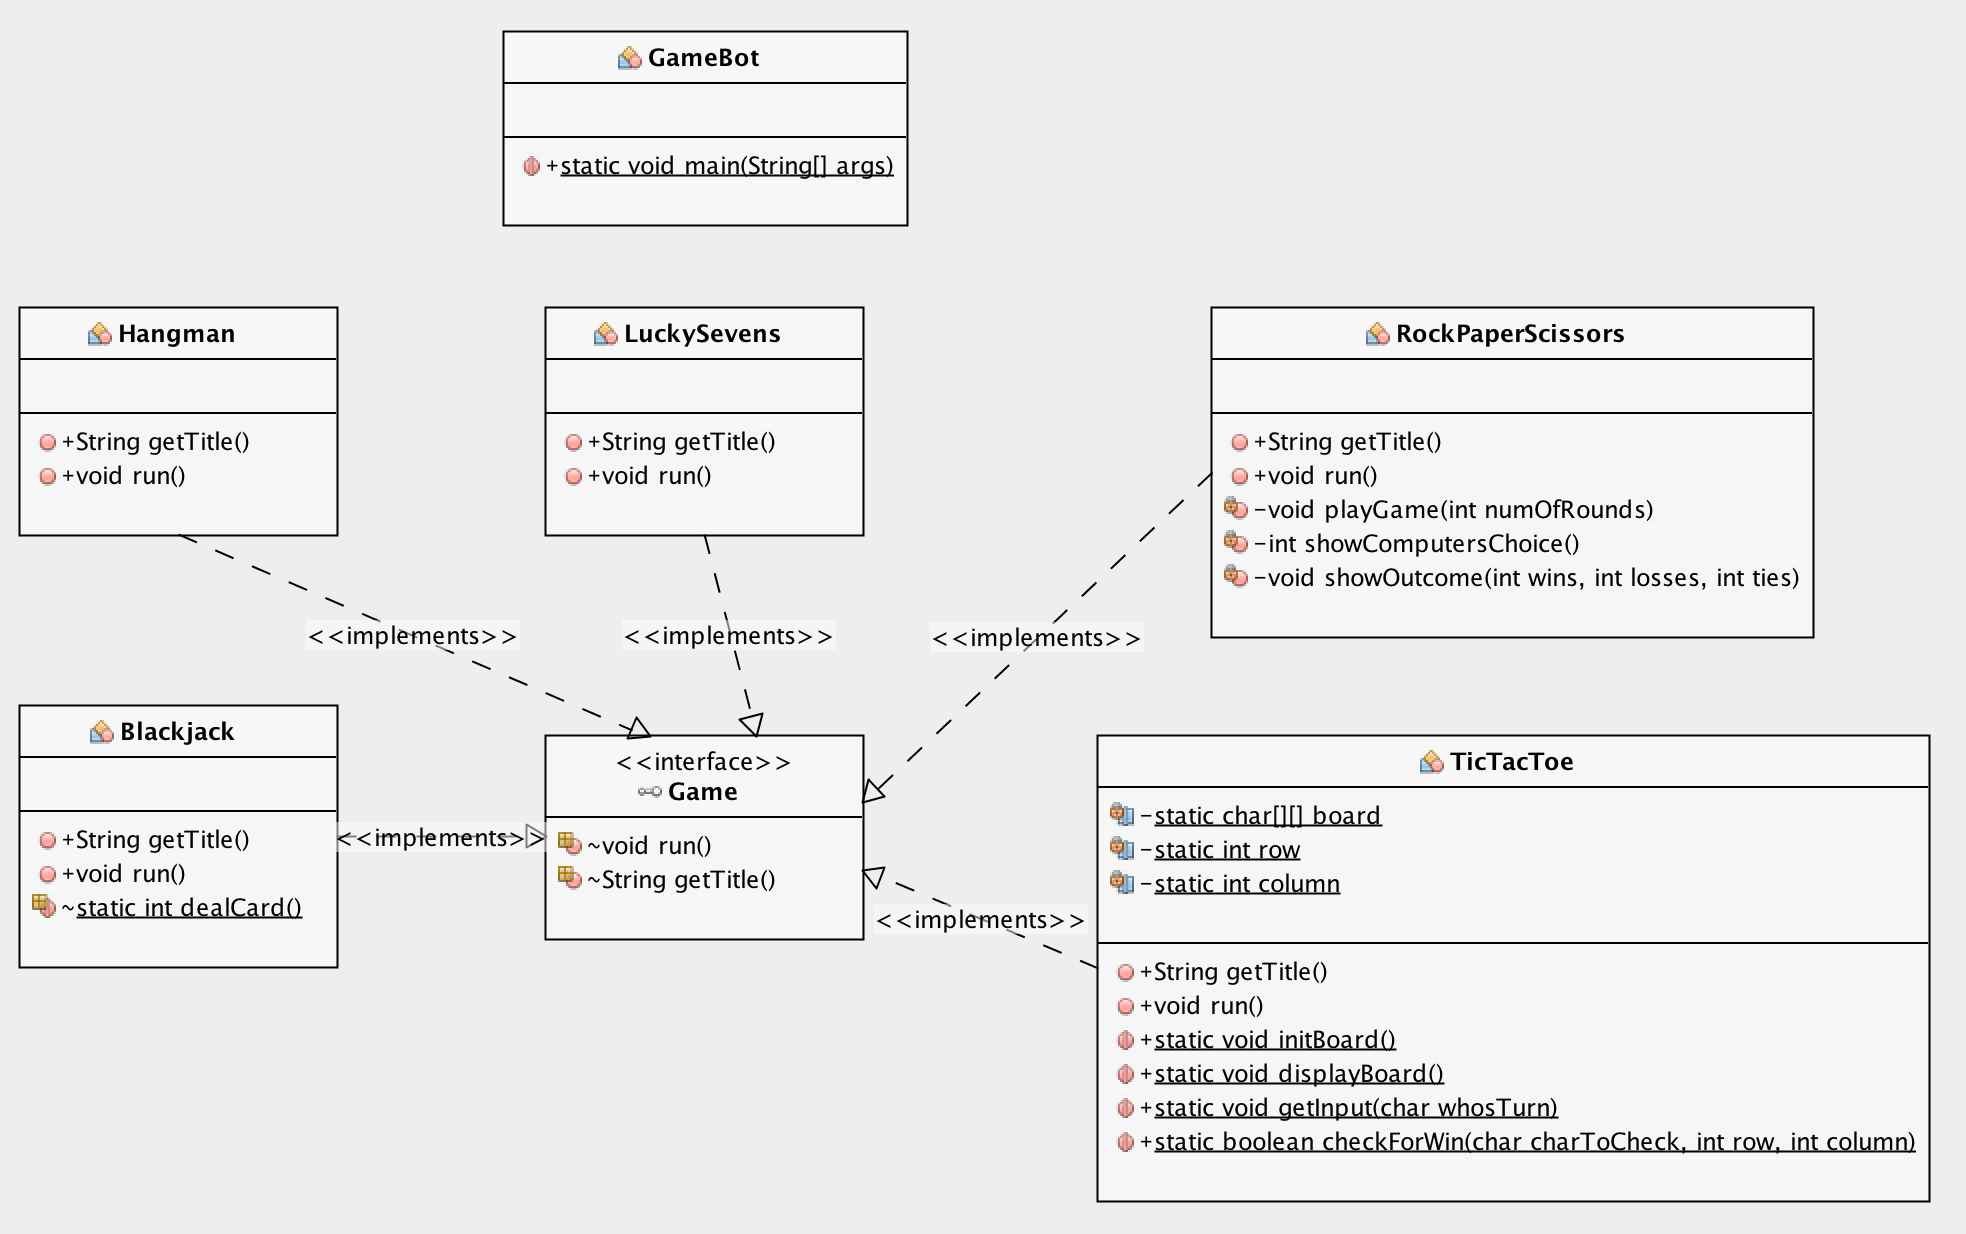 GameBot
+static void main(String[] args)
Hangman
+String getTitle()
+void run()
LuckySevens
+String getTitle()
+void run()
RockPaperScissors
+String getTitle()
+void run()
-void playGame(int numOfRounds)
-int showComputersChoice()
-void showOutcome(int wins, int losses, int ties)
<<implements>>
<<implements>>
<<implements>>
Blackjack
+String getTitle()
+void run()
~static int dealCard()
<<implements>>
<<interface>>
Game
~void run()
~String getTitle()
<<implements>>
TicTacToe
-static char[][] board
-static int row
-static int column
+String getTitle()
+void run()
+static void initBoard()
+static void displayBoard()
+static void getInput(char whosTurn)
+static boolean checkForWin(char charToCheck, int row, int column)